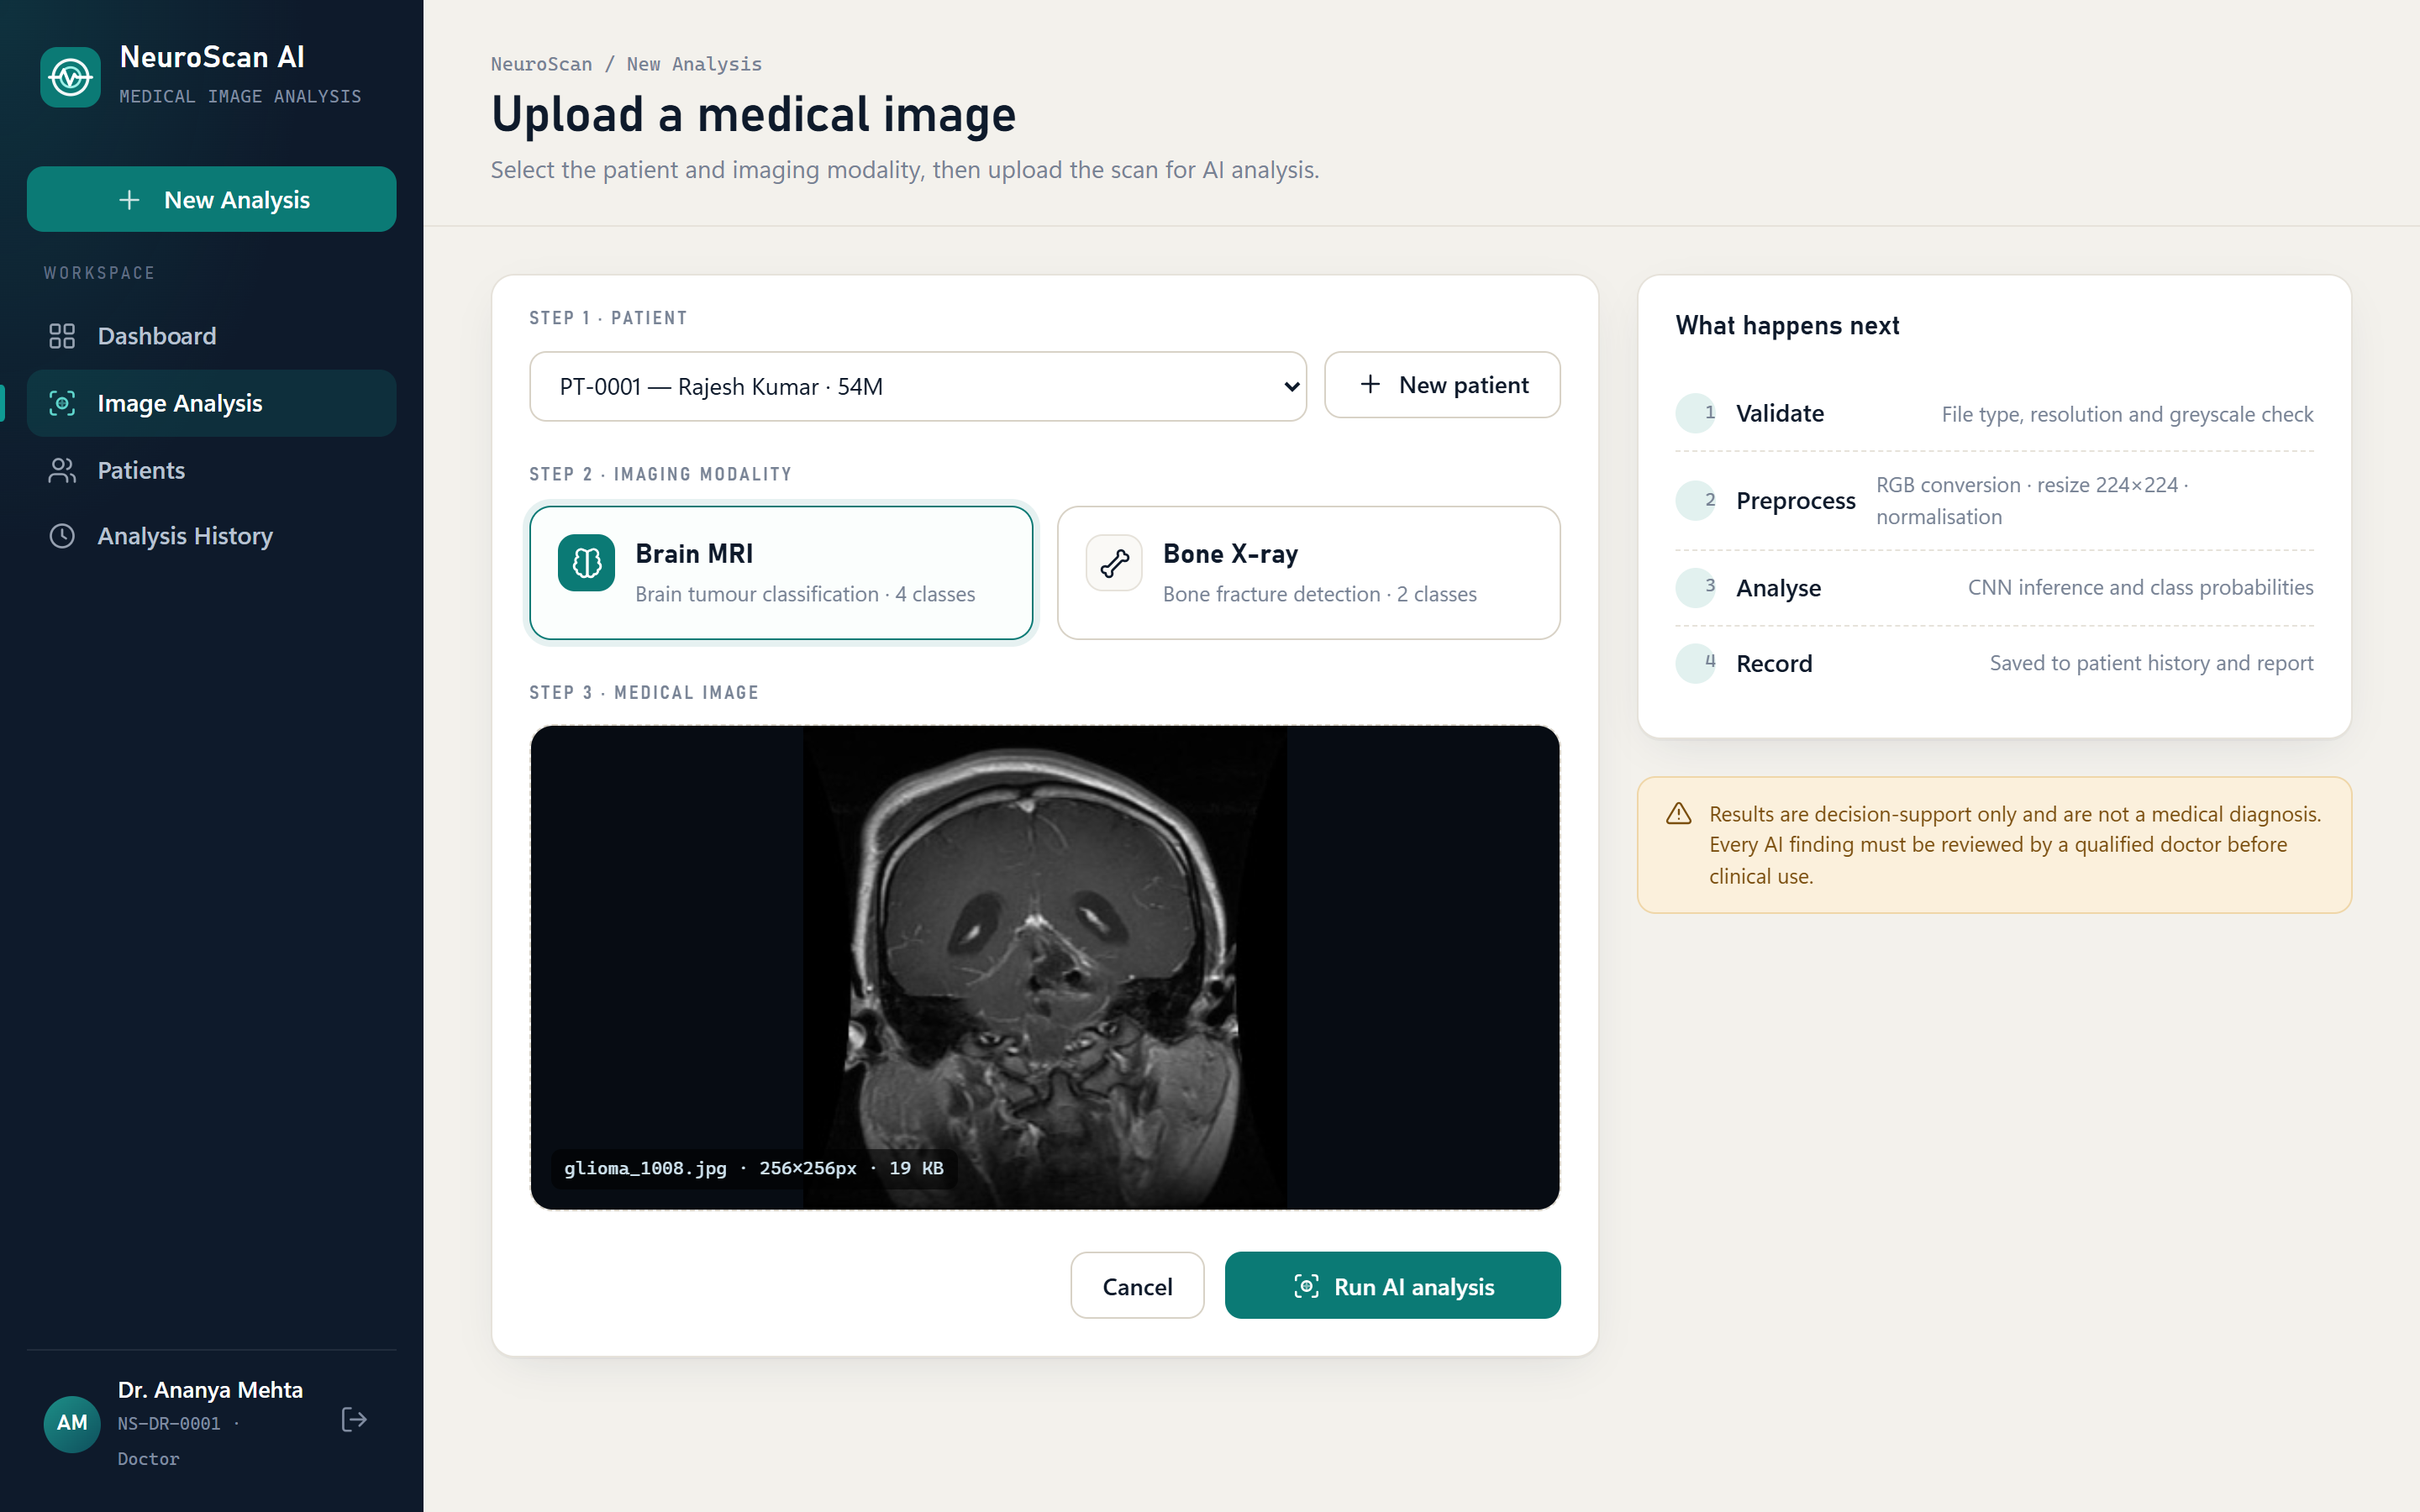 NeuroScan AI
MEDICAL IMAGE ANALYSIS
New Analysis
WORKSPACE
Dashboard
Image Analysis
Patients
Analysis History
AM
Dr. Ananya Mehta
NS-DR-0001 ·
Doctor
NeuroScan / New Analysis
Upload a medical image
Select the patient and imaging modality, then upload the scan for AI analysis.
STEP 1 · PATIENT
PT-0001 — Rajesh Kumar · 54M
New patient
STEP 2 · IMAGING MODALITY
Brain MRI
Brain tumour classification · 4 classes
Bone X-ray
Bone fracture detection · 2 classes
STEP 3 · MEDICAL IMAGE
glioma_1008.jpg · 256×256px · 19 KB
Cancel
Run AI analysis
What happens next
1 Validate File type, resolution and greyscale check
2 Preprocess RGB conversion · resize 224×224 ·
normalisation
3 Analyse CNN inference and class probabilities
4 Record Saved to patient history and report
Results are decision-support only and are not a medical diagnosis.
Every AI finding must be reviewed by a qualified doctor before
clinical use.